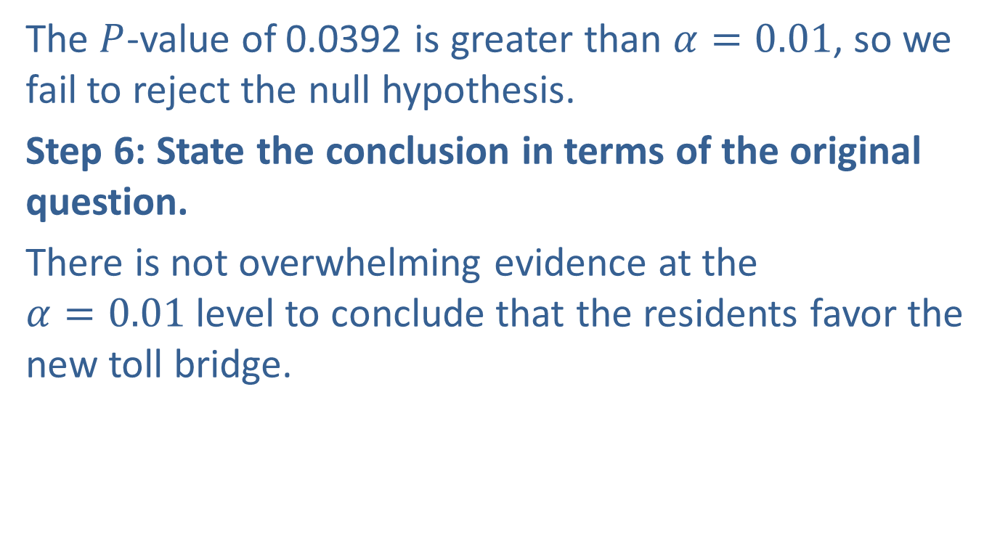 The P-value of 0.0392 is greater than α = 0.01, so we
fail to reject the null hypothesis.
Step 6: State the conclusion in terms of the original
question.
There is not overwhelming evidence at the
α = 0.01 level to conclude that the residents favor the
new toll bridge.